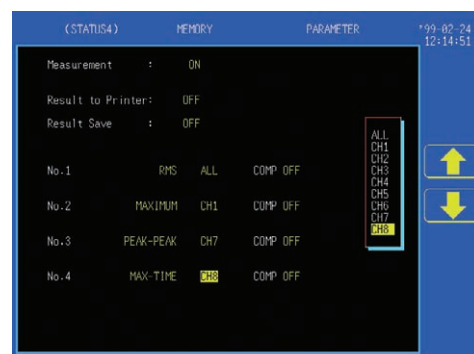 (STATUS4) MEMORY PARAMETER '99-02-24
12:14:51
Measurement : ON
Result to Printer: OFF
Result Save : OFF
No.1 RMS ALL COMP OFF
No.2 MAXIMUM CH1 COMP OFF
No.3 PEAK-PEAK CH7 COMP OFF
No.4 MAX-TIME CH8 COMP OFF
ALL
CH1
CH2
CH3
CH4
CH5
CH6
CH7
CH8